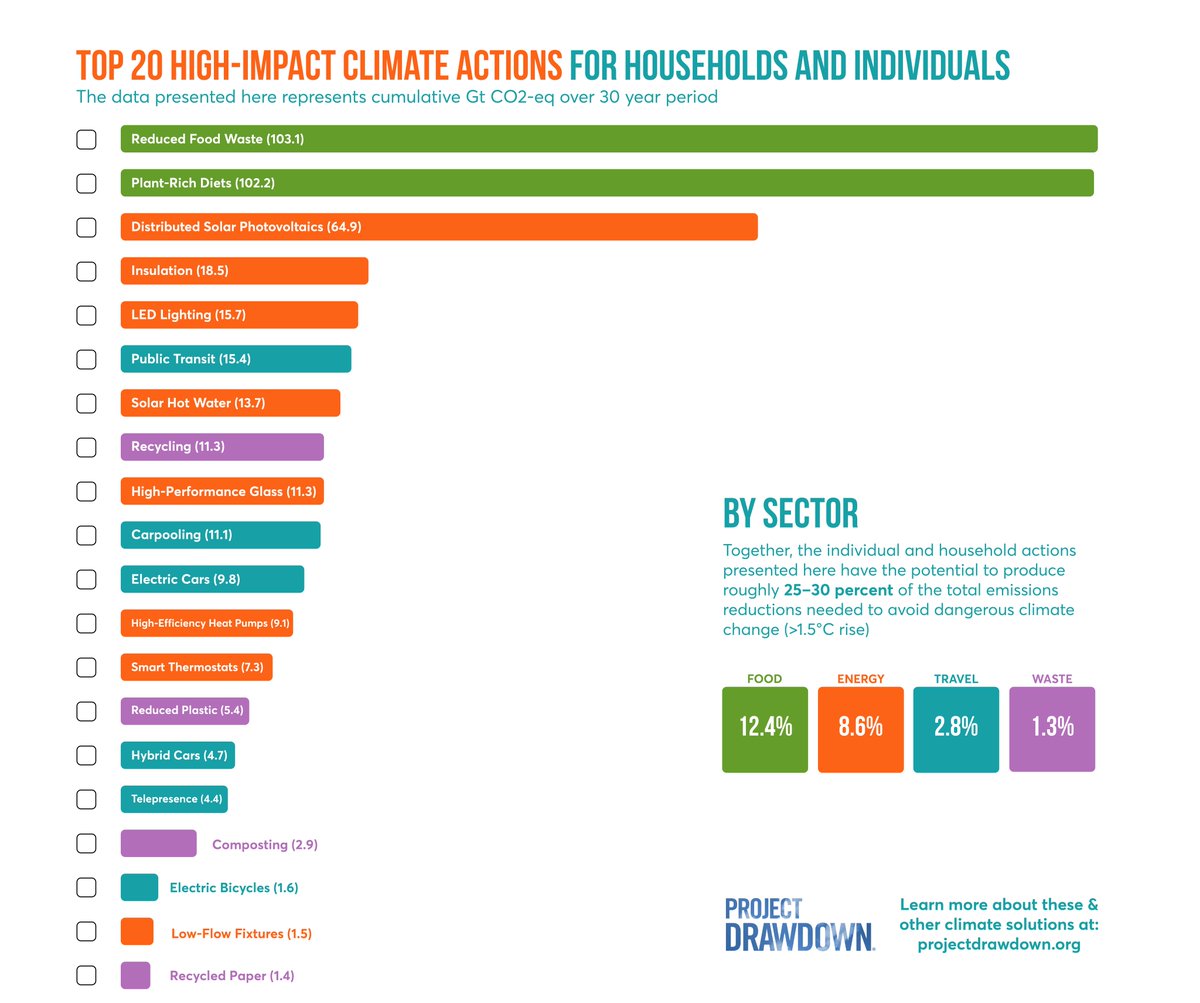 TOP 20 HIGH-IMPACT CLIMATE ACTIONS FOR HOUSEHOLDS AND INDIVIDUALS
The data presented here represents cumulative Gt CO2-eq over 30 year period
Reduced Food Waste (103.1)
Plant-Rich Diets (102.2)
Distributed Solar Photovoltaics (64.9)
Insulation (18.5)
LED Lighting (15.7)
Public Transit (15.4)
Solar Hot Water (13.7)
Recycling (11.3)
High-Performance Glass (11.3)
Carpooling (11.1)
Electric Cars (9.8)
High-Efficiency Heat Pumps (9.1)
Smart Thermostats (7.3)
Reduced Plastic (5.4)
Hybrid Cars (4.7)
Telepresence (4.4)
Composting (2.9)
Electric Bicycles (1.6)
Low-Flow Fixtures (1.5)
Recycled Paper (1.4)
BY SECTOR
Together, the individual and household actions
presented here have the potential to produce
roughly 25–30 percent of the total emissions
reductions needed to avoid dangerous climate
change (>1.5°C rise)
FOOD ENERGY TRAVEL WASTE
12.4% 8.6% 2.8% 1.3%
PROJECT
DRAWDOWN.
Learn more about these &
other climate solutions at:
projectdrawdown.org